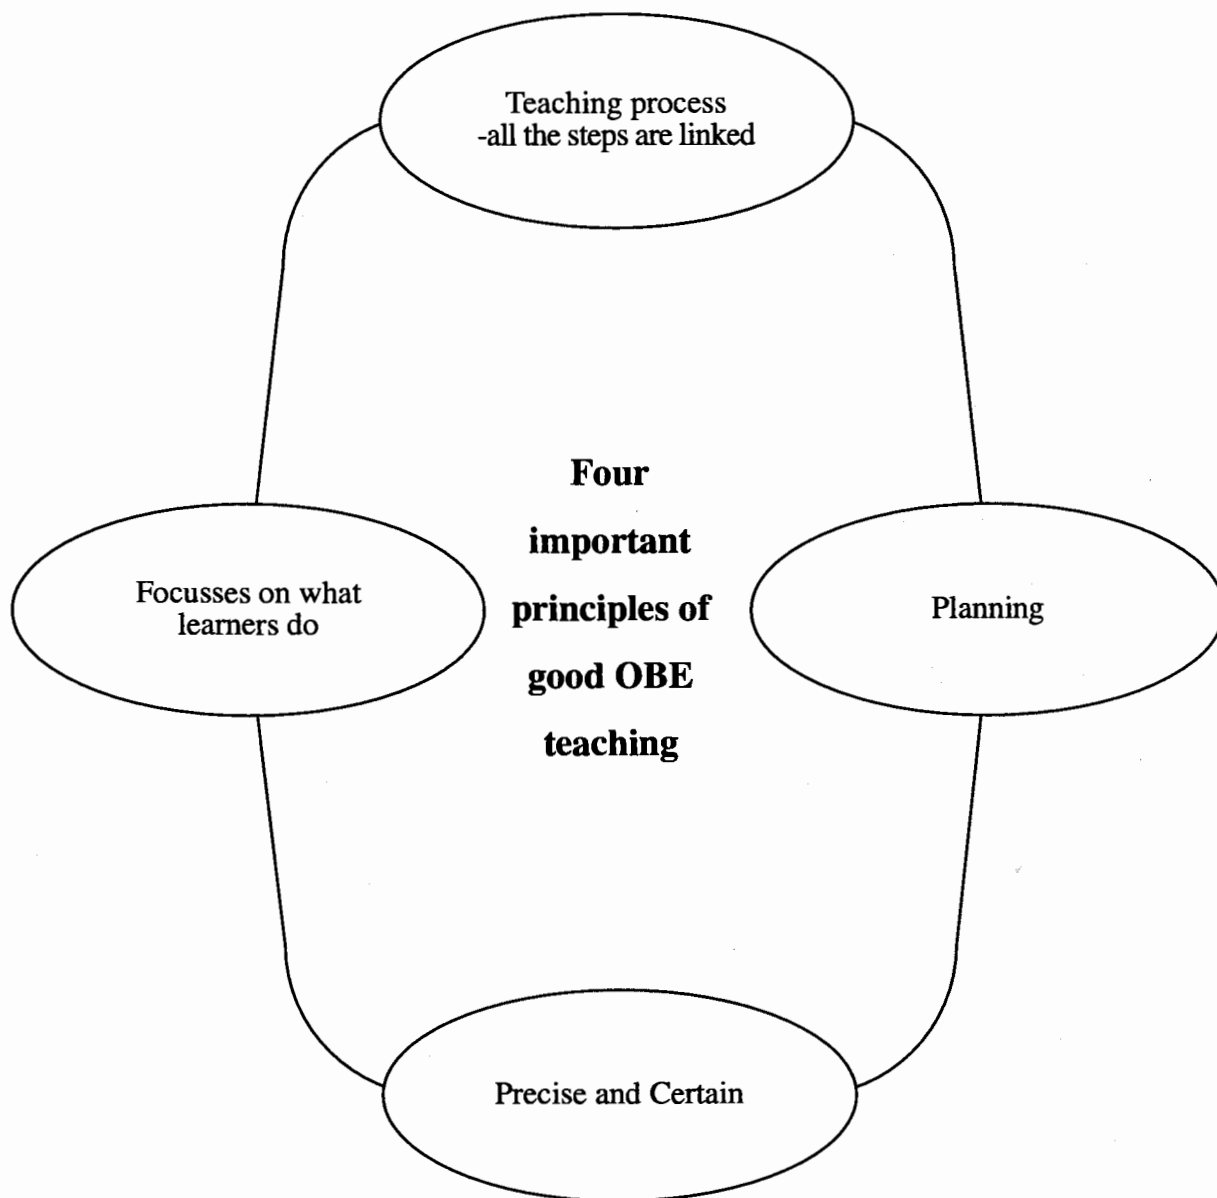 Teaching process
-all the steps are linked
Four
important
principles of
good OBE
teaching
Focusses on what
learners do
Planning
Precise and Certain